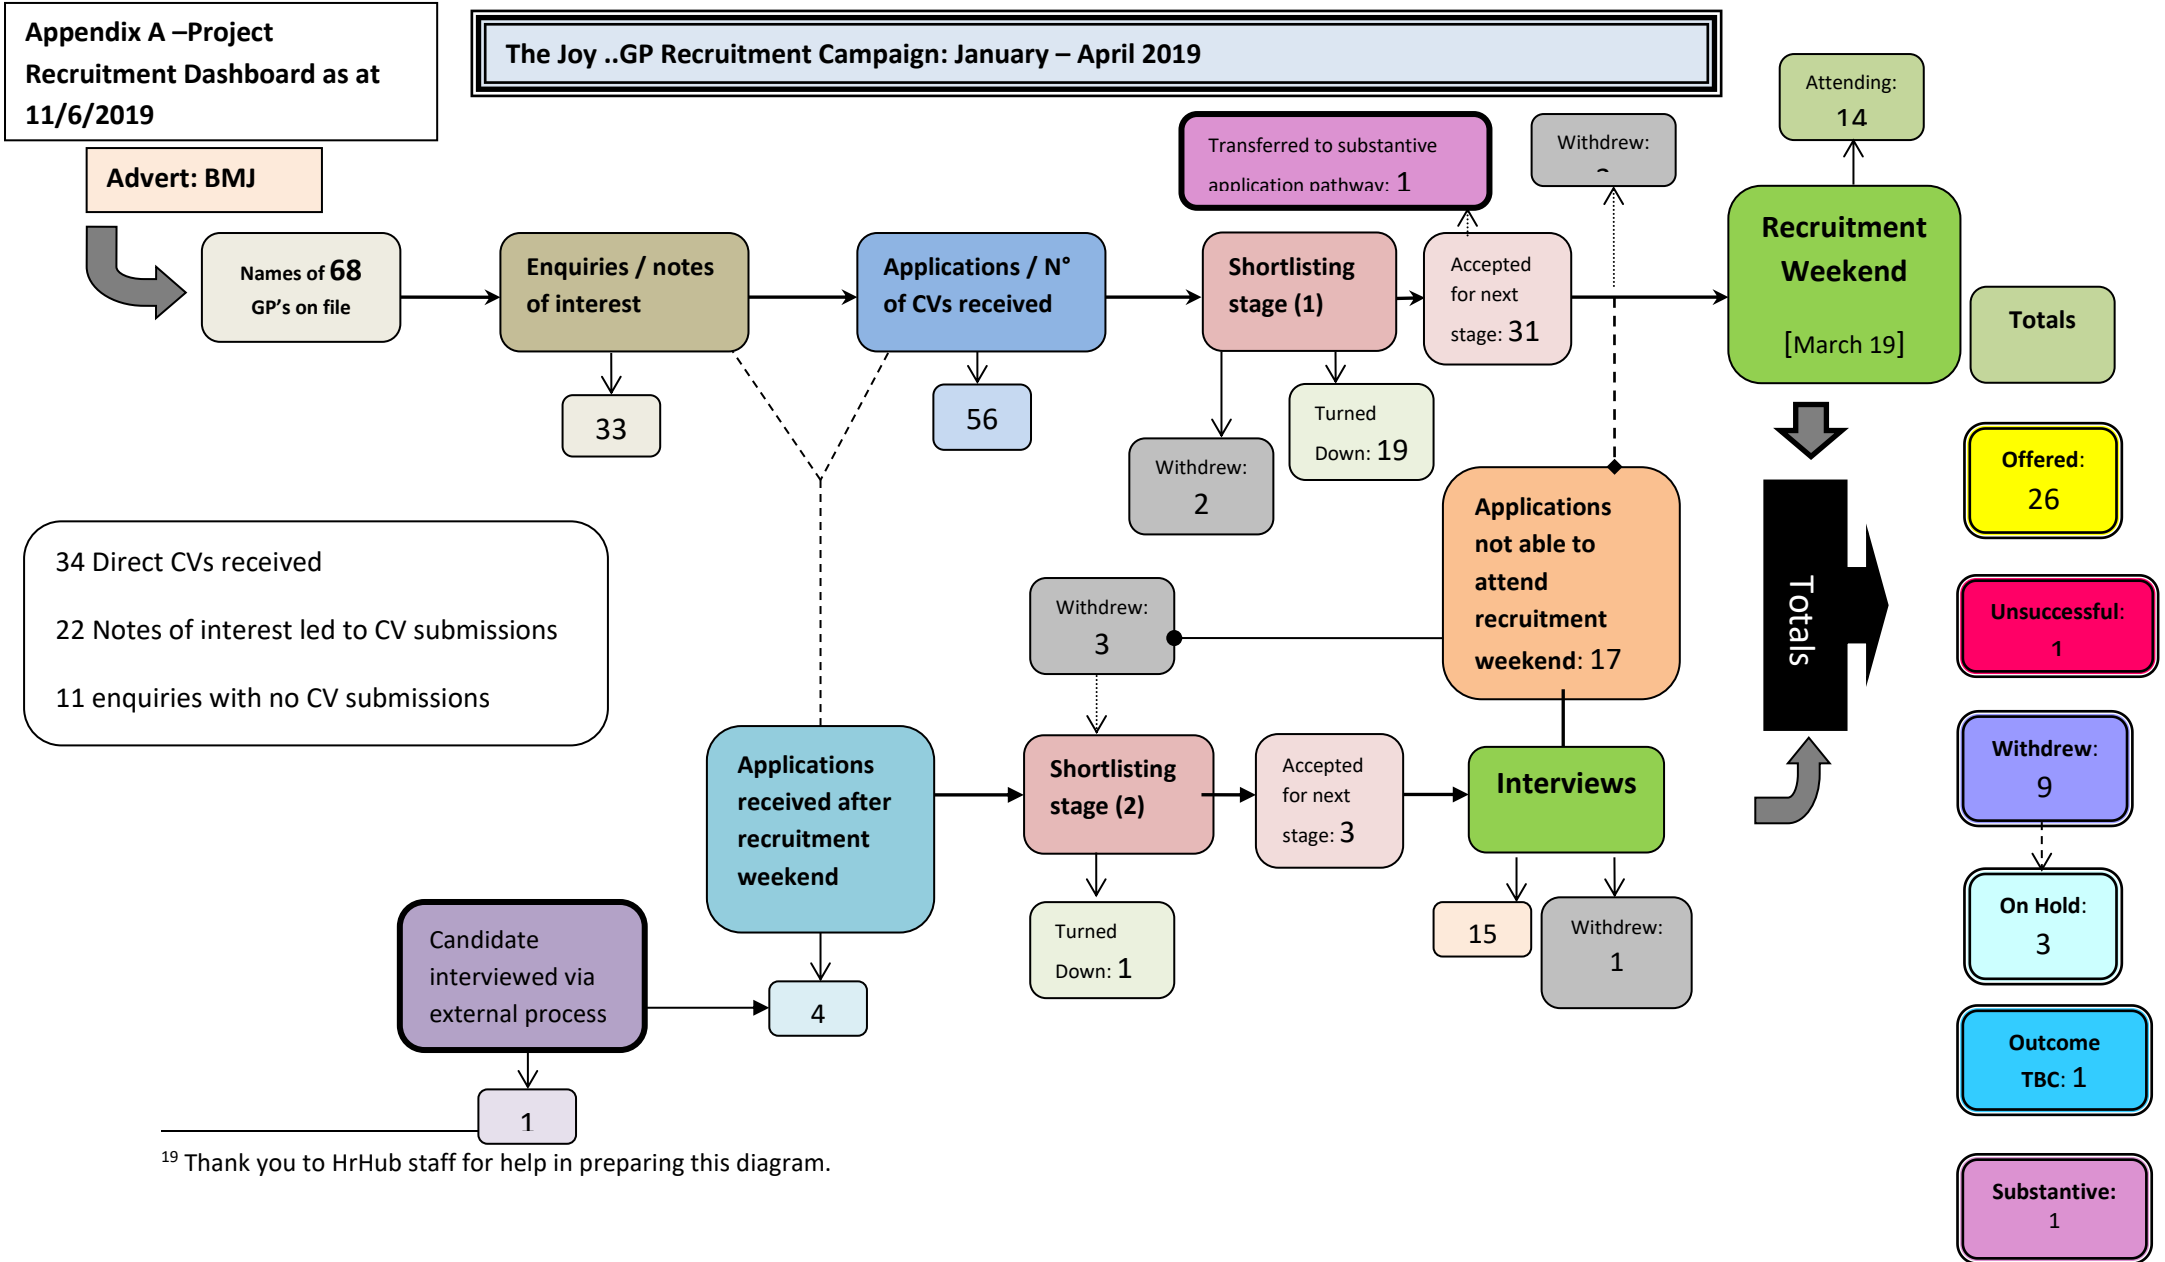 Appendix A –Project
Recruitment Dashboard as at
11/6/2019
The Joy ..GP Recruitment Campaign: January – April 2019
Advert: BMJ
Names of 68
GP's on file
Enquiries / notes
of interest
33
Applications / N°
of CVs received
56
Shortlisting
stage (1)
Withdrew:
2
Turned
Down: 19
Transferred to substantive
application pathway: 1
Accepted
for next
stage: 31
Withdrew:
Attending:
14
Recruitment
Weekend
[March 19]
Totals
Applications
not able to
attend
recruitment
weekend: 17
34 Direct CVs received
22 Notes of interest led to CV submissions
11 enquiries with no CV submissions
Withdrew:
3
Applications
received after
recruitment
weekend
4
Shortlisting
stage (2)
Turned
Down: 1
Accepted
for next
stage: 3
Interviews
15
Withdrew:
1
Candidate
interviewed via
external process
1
Totals
Offered:
26
Unsuccessful:
1
Withdrew:
9
On Hold:
3
Outcome
TBC: 1
Substantive:
1
19 Thank you to HrHub staff for help in preparing this diagram.